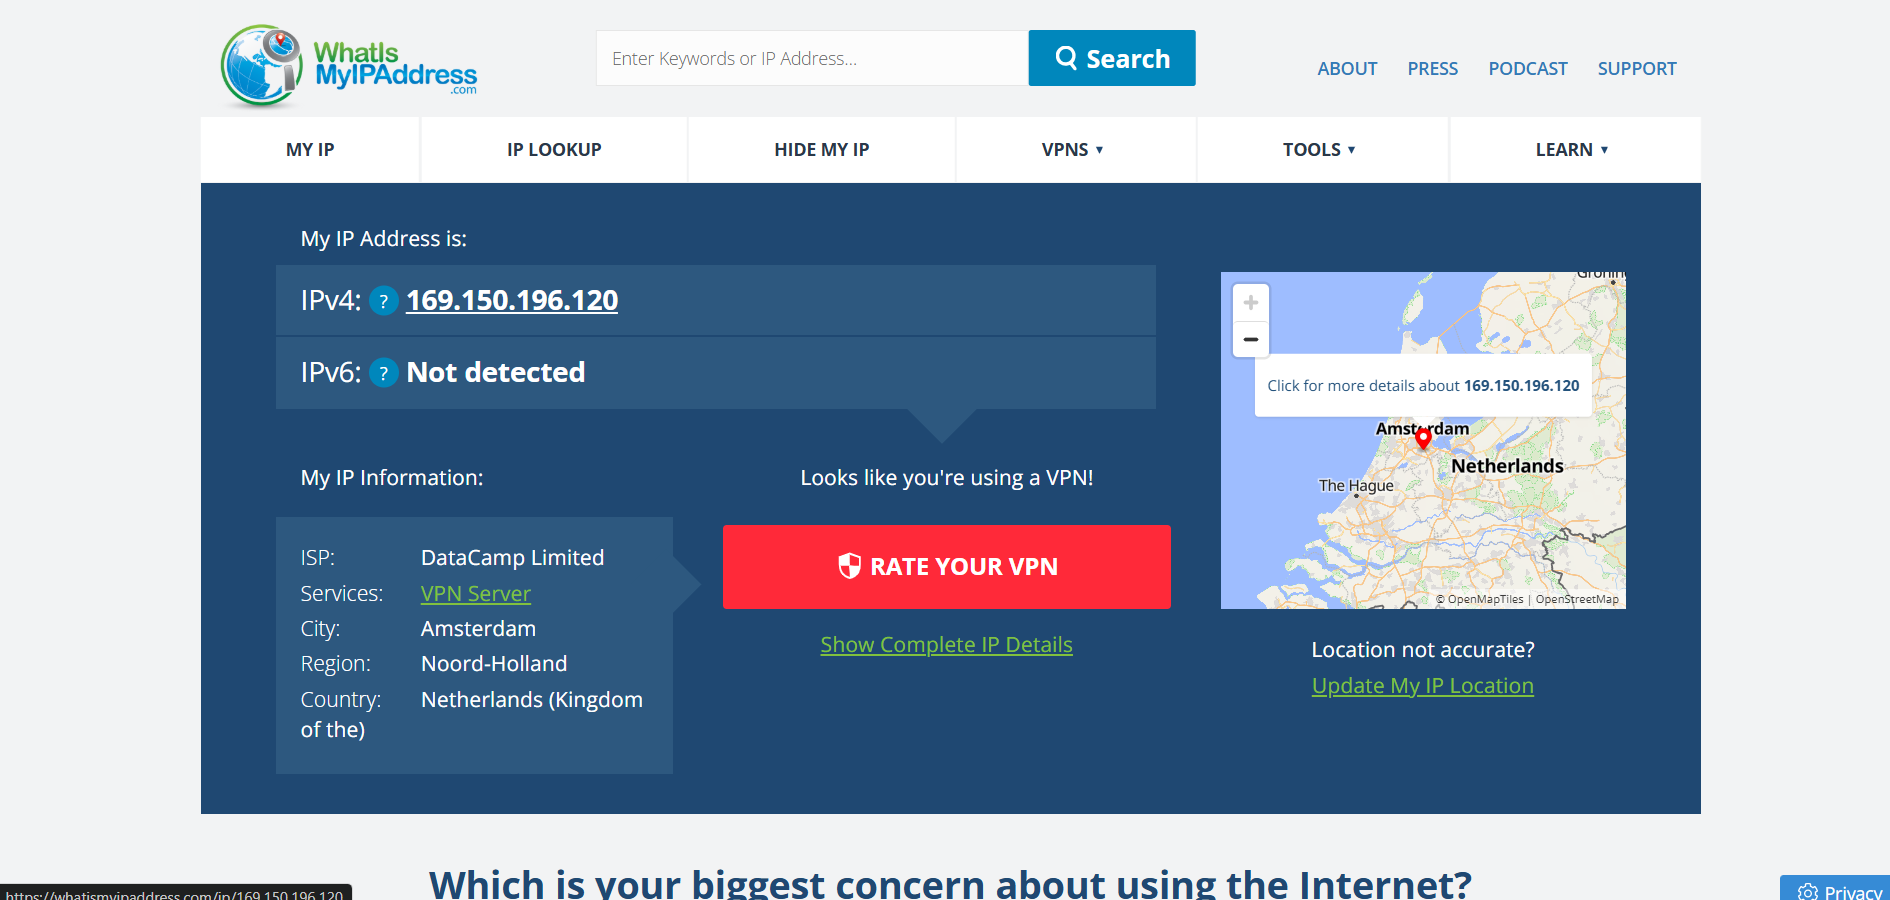 WhatIs
MyIPAddress
.com
Enter Keywords or IP Address...
Search
ABOUT PRESS PODCAST SUPPORT
MY IP IP LOOKUP HIDE MY IP VPNS ▾ TOOLS ▾ LEARN ▾
My IP Address is:
IPv4: ? 169.150.196.120
IPv6: ? Not detected
My IP Information:
ISP: DataCamp Limited
Services: VPN Server
City: Amsterdam
Region: Noord-Holland
Country: Netherlands (Kingdom
of the)
Looks like you're using a VPN!
RATE YOUR VPN
Show Complete IP Details
+
−
Click for more details about 169.150.196.120
Amsterdam
Netherlands
The Hague
© OpenMapTiles | OpenStreetMap
Location not accurate?
Update My IP Location
Which is your biggest concern about using the Internet?
https://whatismyipaddress.com/ip/169.150.196.120
Privacy